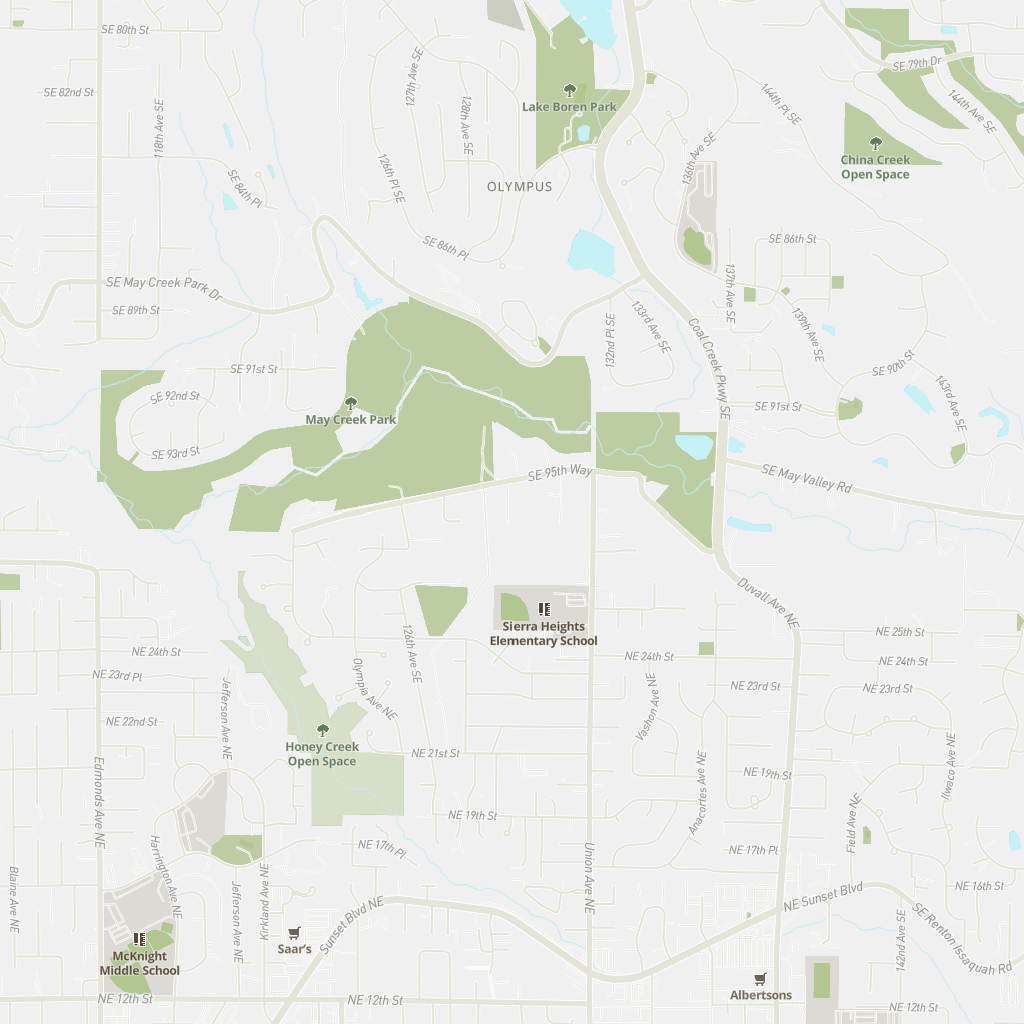 SE 80th St
SE 79th Dr
SE 82nd St
127th Ave SE
128th Ave SE
118th Ave SE
Lake Boren Park
144th Pl SE
144th Ave SE
136th Ave SE
China Creek
Open Space
126th Pl SE
SE 84th Pl
OLYMPUS
SE 86th Pl
SE 86th St
137th Ave SE
SE May Creek Park Dr
SE 89th St
132nd Pl SE
133rd Ave SE
139th Ave SE
Coal Creek Pkwy SE
SE 91st St
SE 90th St
143rd Ave SE
SE 92nd St
May Creek Park
SE 91st St
SE 93rd St
SE 95th Way
SE May Valley Rd
Duvall Ave NE
Sierra Heights
Elementary School
126th Ave SE
NE 25th St
NE 24th St
NE 24th St
NE 24th St
NE 23rd Pl
Jefferson Ave NE
Olympia Ave NE
Vashon Ave NE
NE 23rd St
NE 23rd St
NE 22nd St
Honey Creek
Open Space
NE 21st St
Edmonds Ave NE
Anacortes Ave NE
NE 19th St
Ilwaco Ave NE
NE 19th St
Field Ave NE
NE 17th Pl
NE 17th Pl
Harrington Ave NE
Blaine Ave NE
Jefferson Ave NE
Kirkland Ave NE
Union Ave NE
NE 16th St
NE Sunset Blvd
Sunset Blvd NE
SE Renton Issaquah Rd
142nd Ave SE
Saar's
McKnight
Middle School
Albertsons
NE 12th St
NE 12th St
NE 12th St